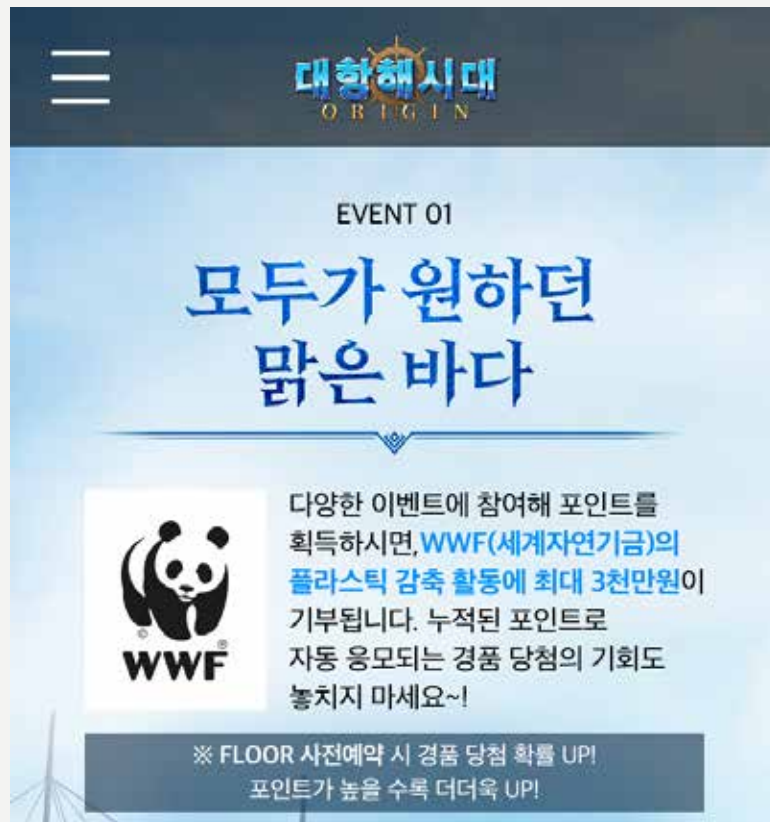 대항해시대
ORIGIN
EVENT 01
모두가 원하던
맑은 바다
다양한 이벤트에 참여해 포인트를
획득하시면,WWF(세계자연기금)의
플라스틱 감축 활동에 최대 3천만원이
기부됩니다. 누적된 포인트로
자동 응모되는 경품 당첨의 기회도
놓치지 마세요~!
©
WWF®
※ FLOOR 사전예약 시 경품 당첨 확률 UP!
포인트가 높을 수록 더더욱 UP!